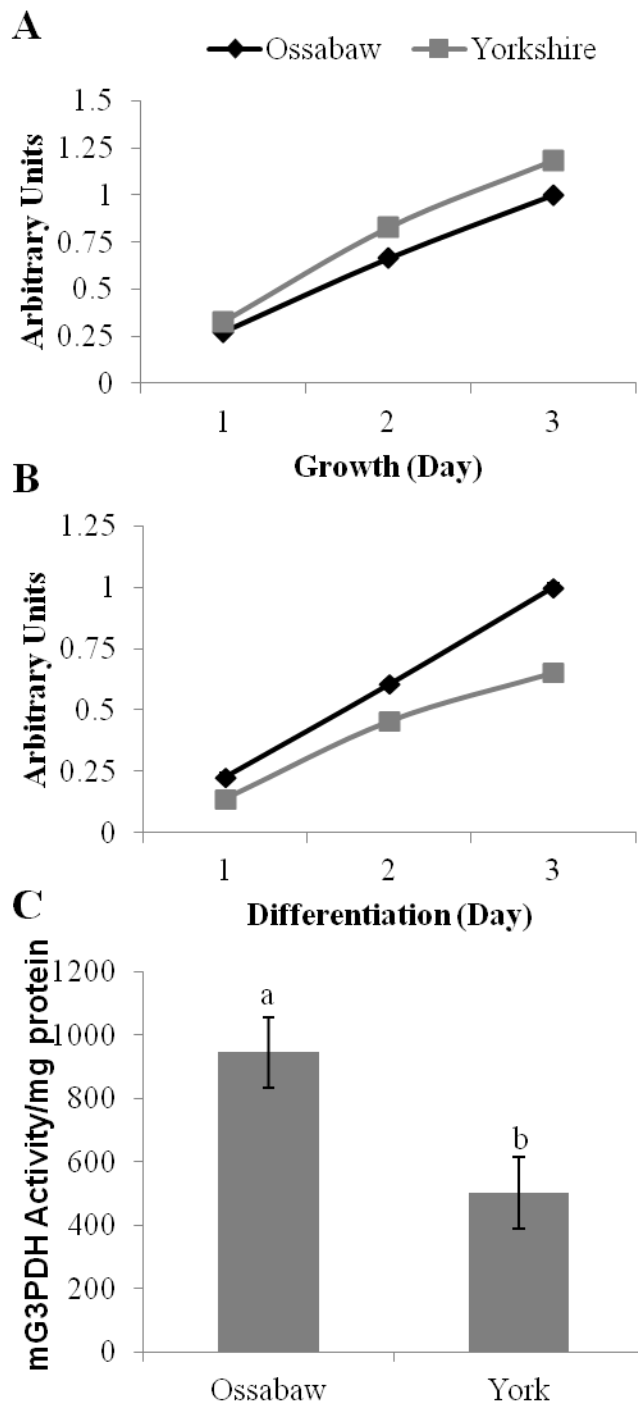 A
Ossabaw Yorkshire
1.5
1.25
1
0.75
0.5
0.25
0
Arbitrary Units
1 2 3
Growth (Day)
B
1.25
1
0.75
0.5
0.25
0
Arbitrary Units
1 2 3
Differentiation (Day)
C
1200
1000
800
600
400
200
0
mG3PDH Activity/mg protein
a
b
Ossabaw York